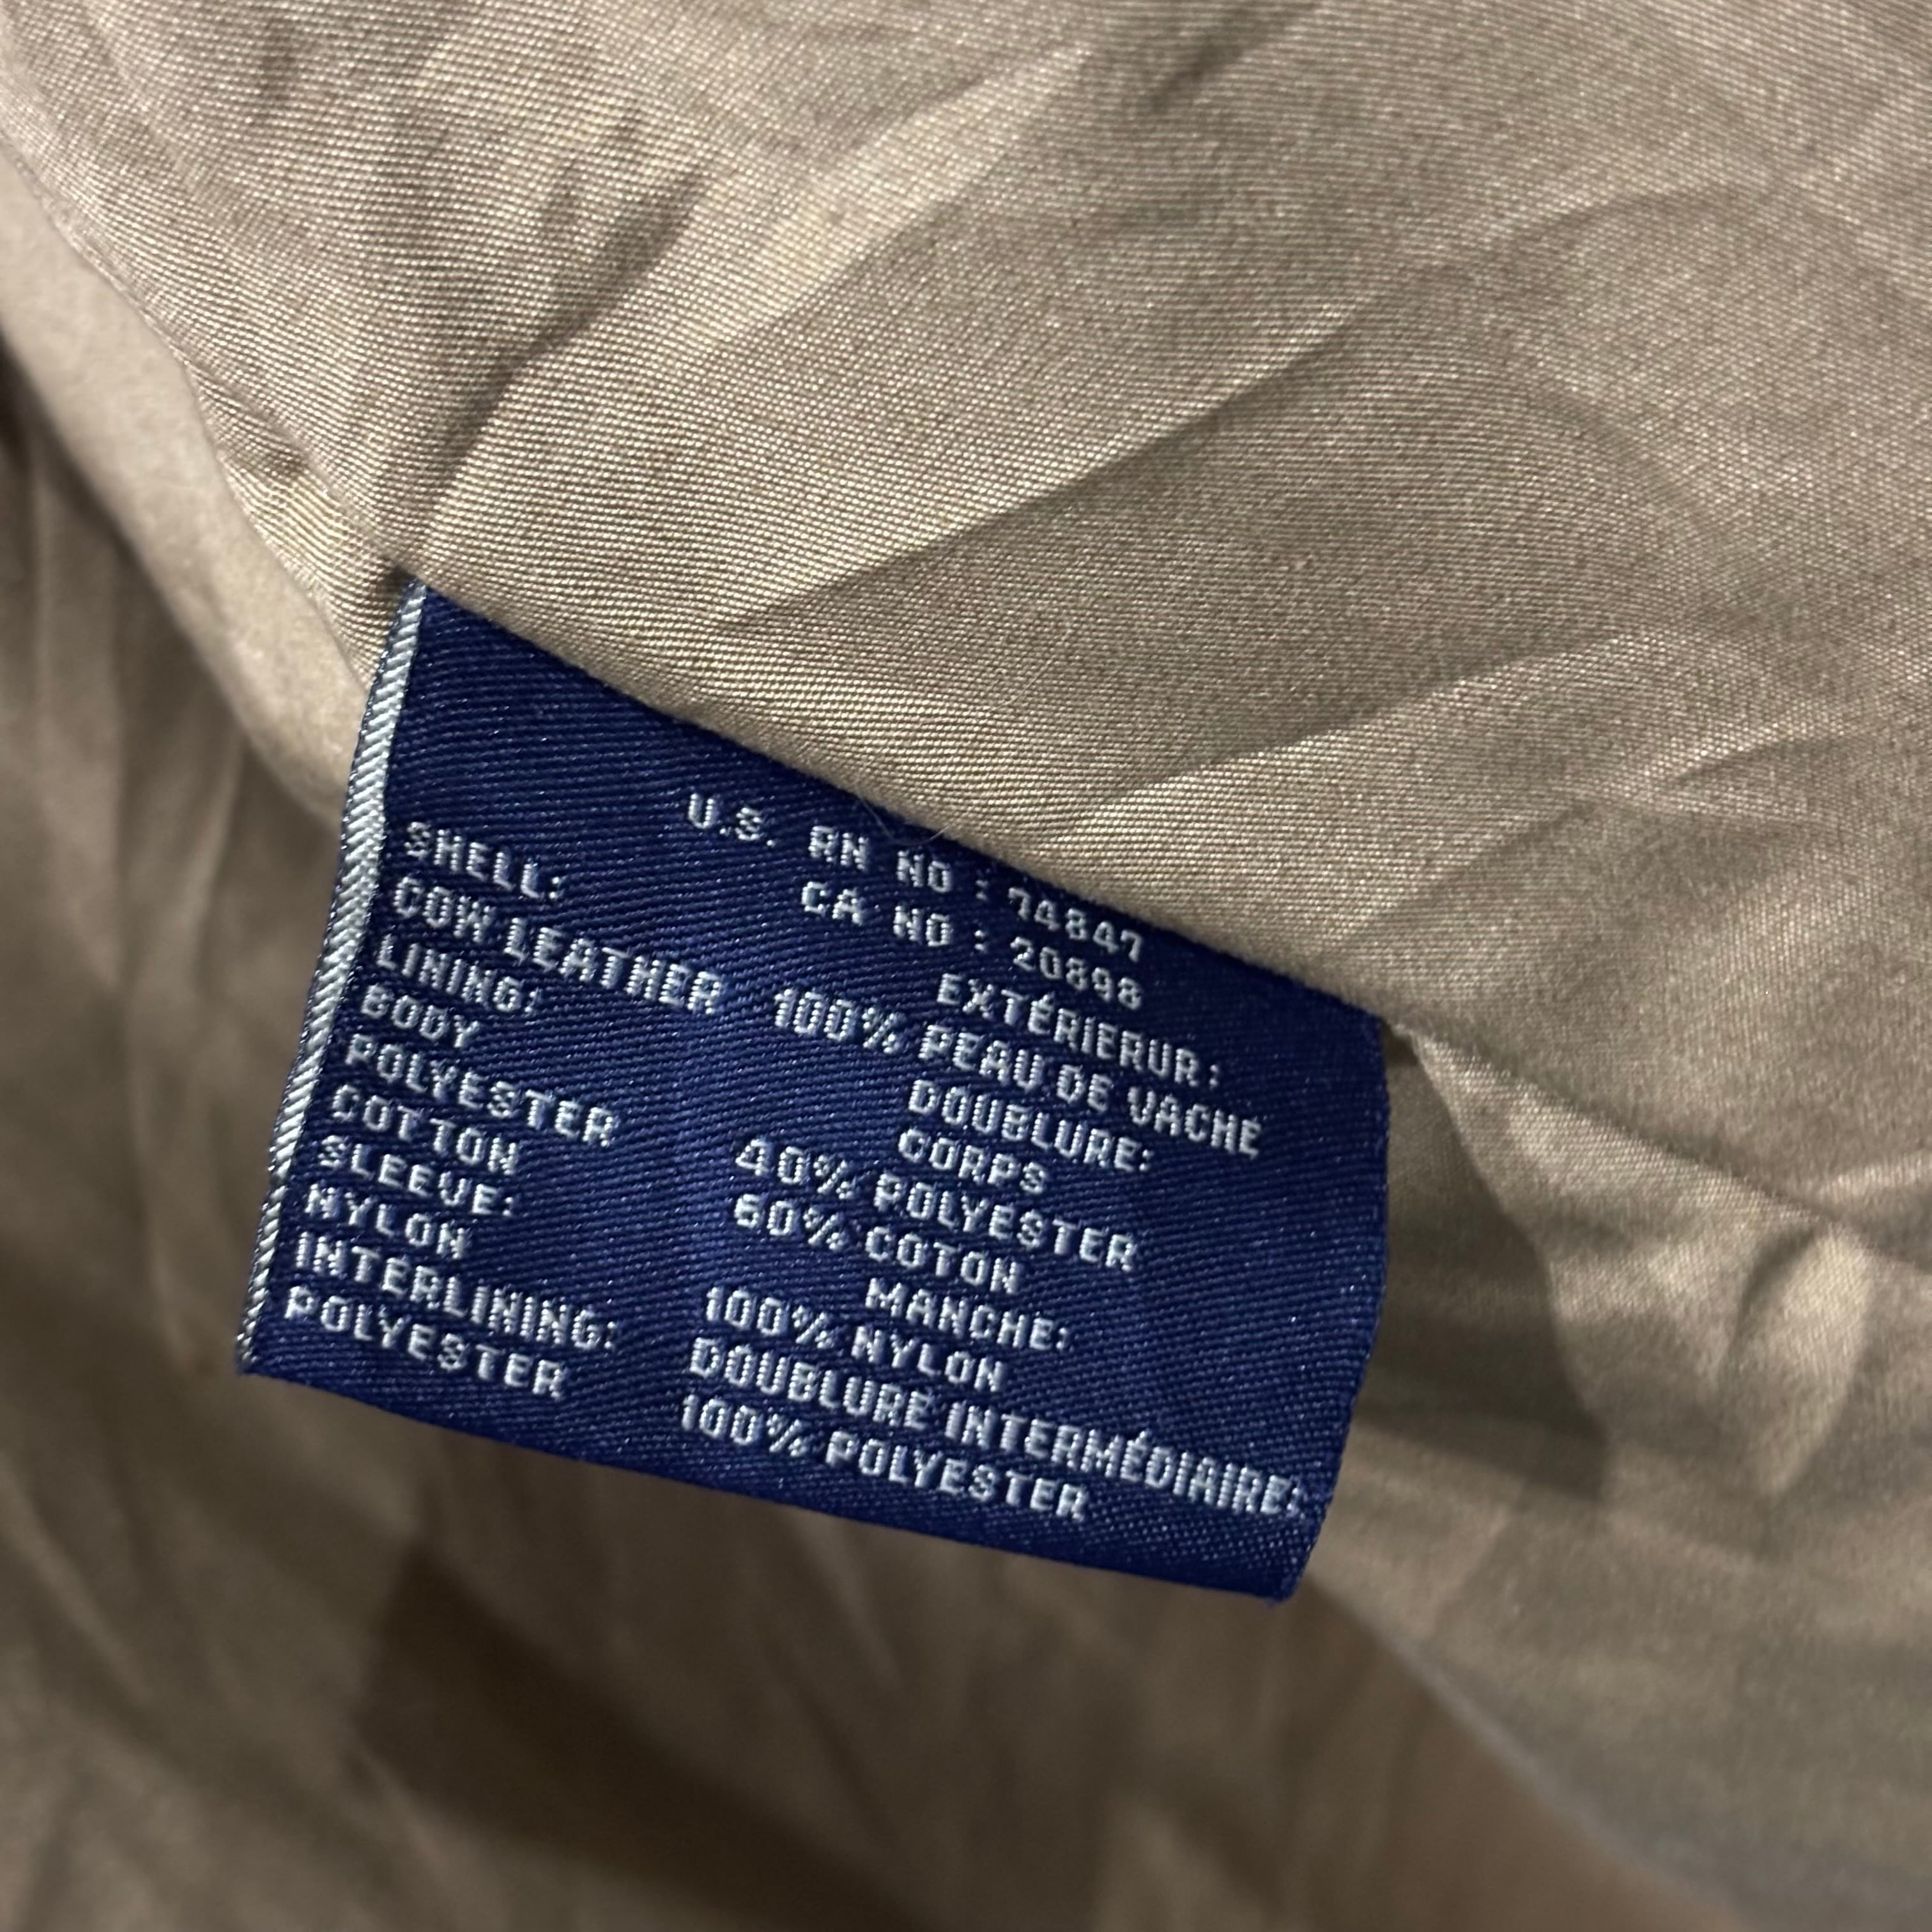 U.S. RN NO : 74847
CA NO : 20898
SHELL: EXTÉRIERUR:
COW LEATHER 100% PEAU DE VACHE
LINING: DOUBLURE:
BODY CORPS
POLYESTER 40% POLYESTER
COTTON 60% COTON
SLEEVE: MANCHE:
NYLON 100% NYLON
INTERLINING: DOUBLURE INTERMÉDIAIRE:
POLYESTER 100% POLYESTER